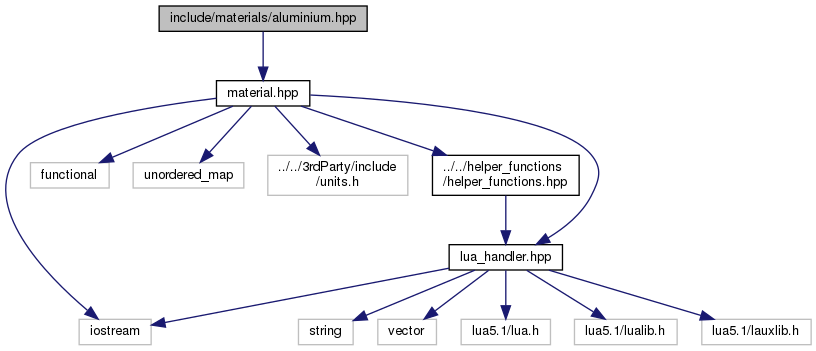 include/materials/aluminium.hpp
material.hpp
functional
unordered_map
../../3rdParty/include
/units.h
../../helper_functions
/helper_functions.hpp
lua_handler.hpp
iostream
string
vector
lua5.1/lua.h
lua5.1/lualib.h
lua5.1/lauxlib.h